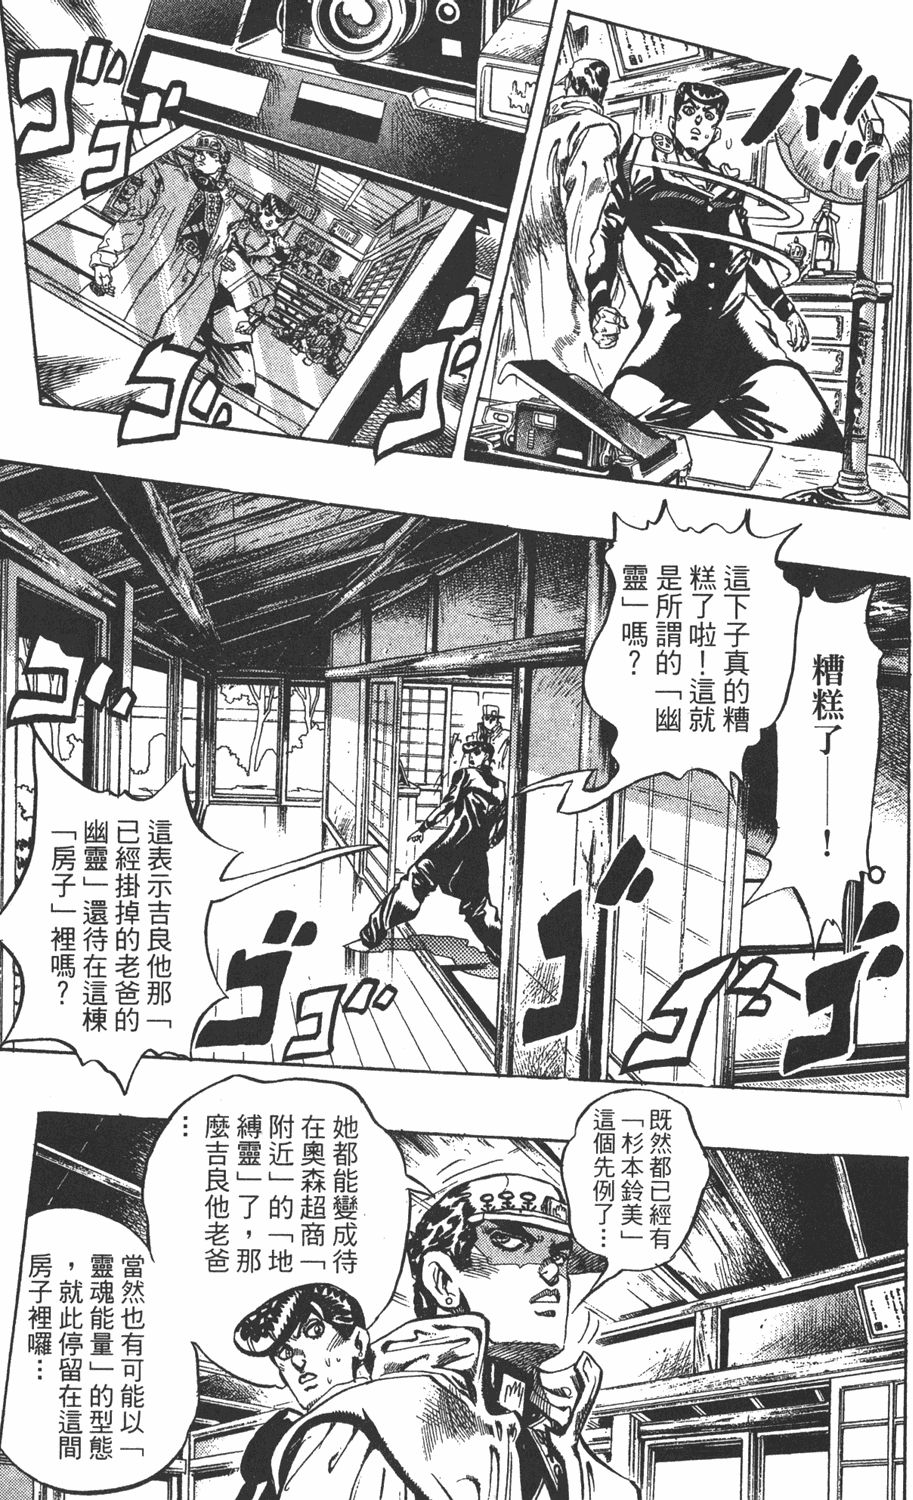 バババ
ゴゴ
ゴゴ
ゴ
糟糕了——！
這下子真的糟
糕了啦！這就
是所謂的「幽
靈」嗎？
這表示吉良他那「
已經掛掉的老爸的
幽靈」還待在這棟
「房子」裡嗎？
ゴゴゴ
ゴゴ
ゴ
既然都已經有
「杉本鈴美」
這個先例了…
她都能變成待
在奧森超商「
附近」的「地
縛靈」了，那
麼吉良他老爸
…
當然也有可能以「
靈魂能量」的型態
，就此停留在這間
房子裡囉…